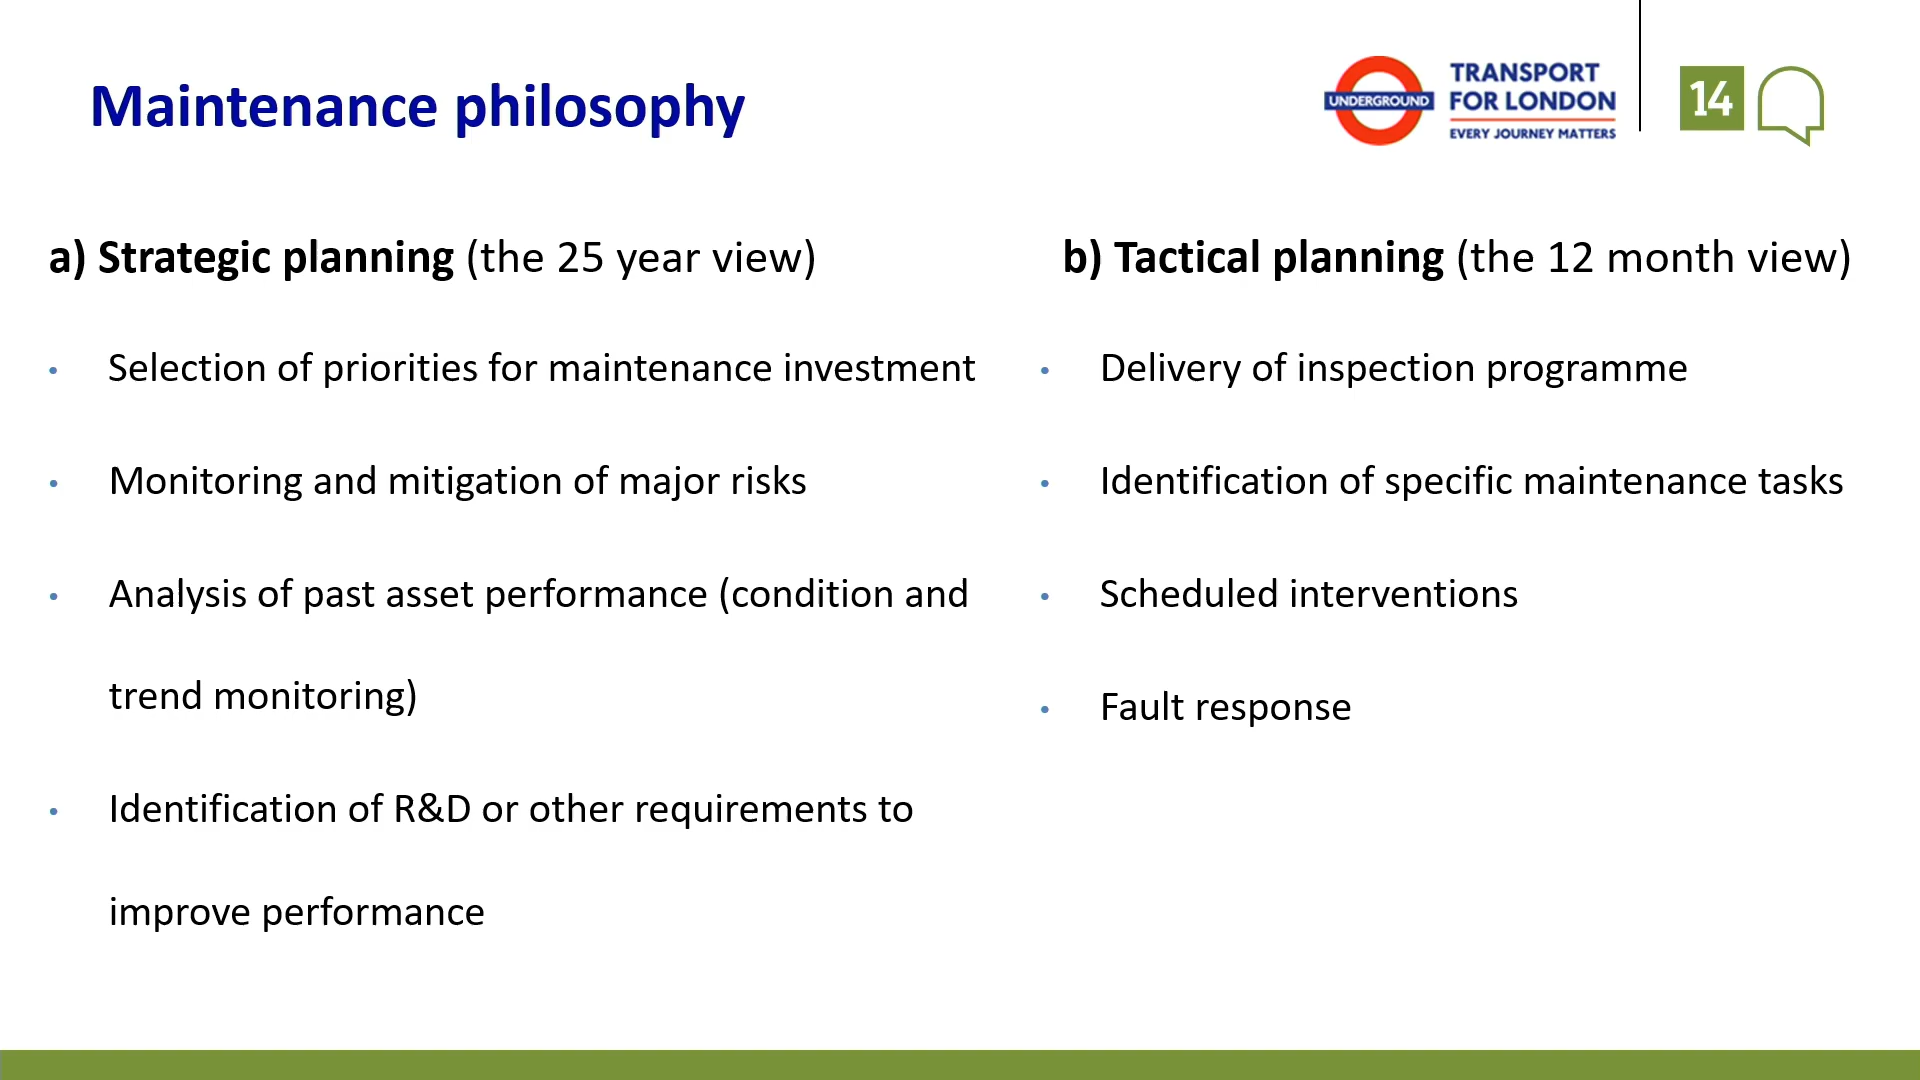 Maintenance philosophy
UNDERGROUND
TRANSPORT
FOR LONDON
EVERY JOURNEY MATTERS
14
a) Strategic planning (the 25 year view)
• Selection of priorities for maintenance investment
• Monitoring and mitigation of major risks
• Analysis of past asset performance (condition and
trend monitoring)
• Identification of R&D or other requirements to
improve performance
b) Tactical planning (the 12 month view)
• Delivery of inspection programme
• Identification of specific maintenance tasks
• Scheduled interventions
• Fault response